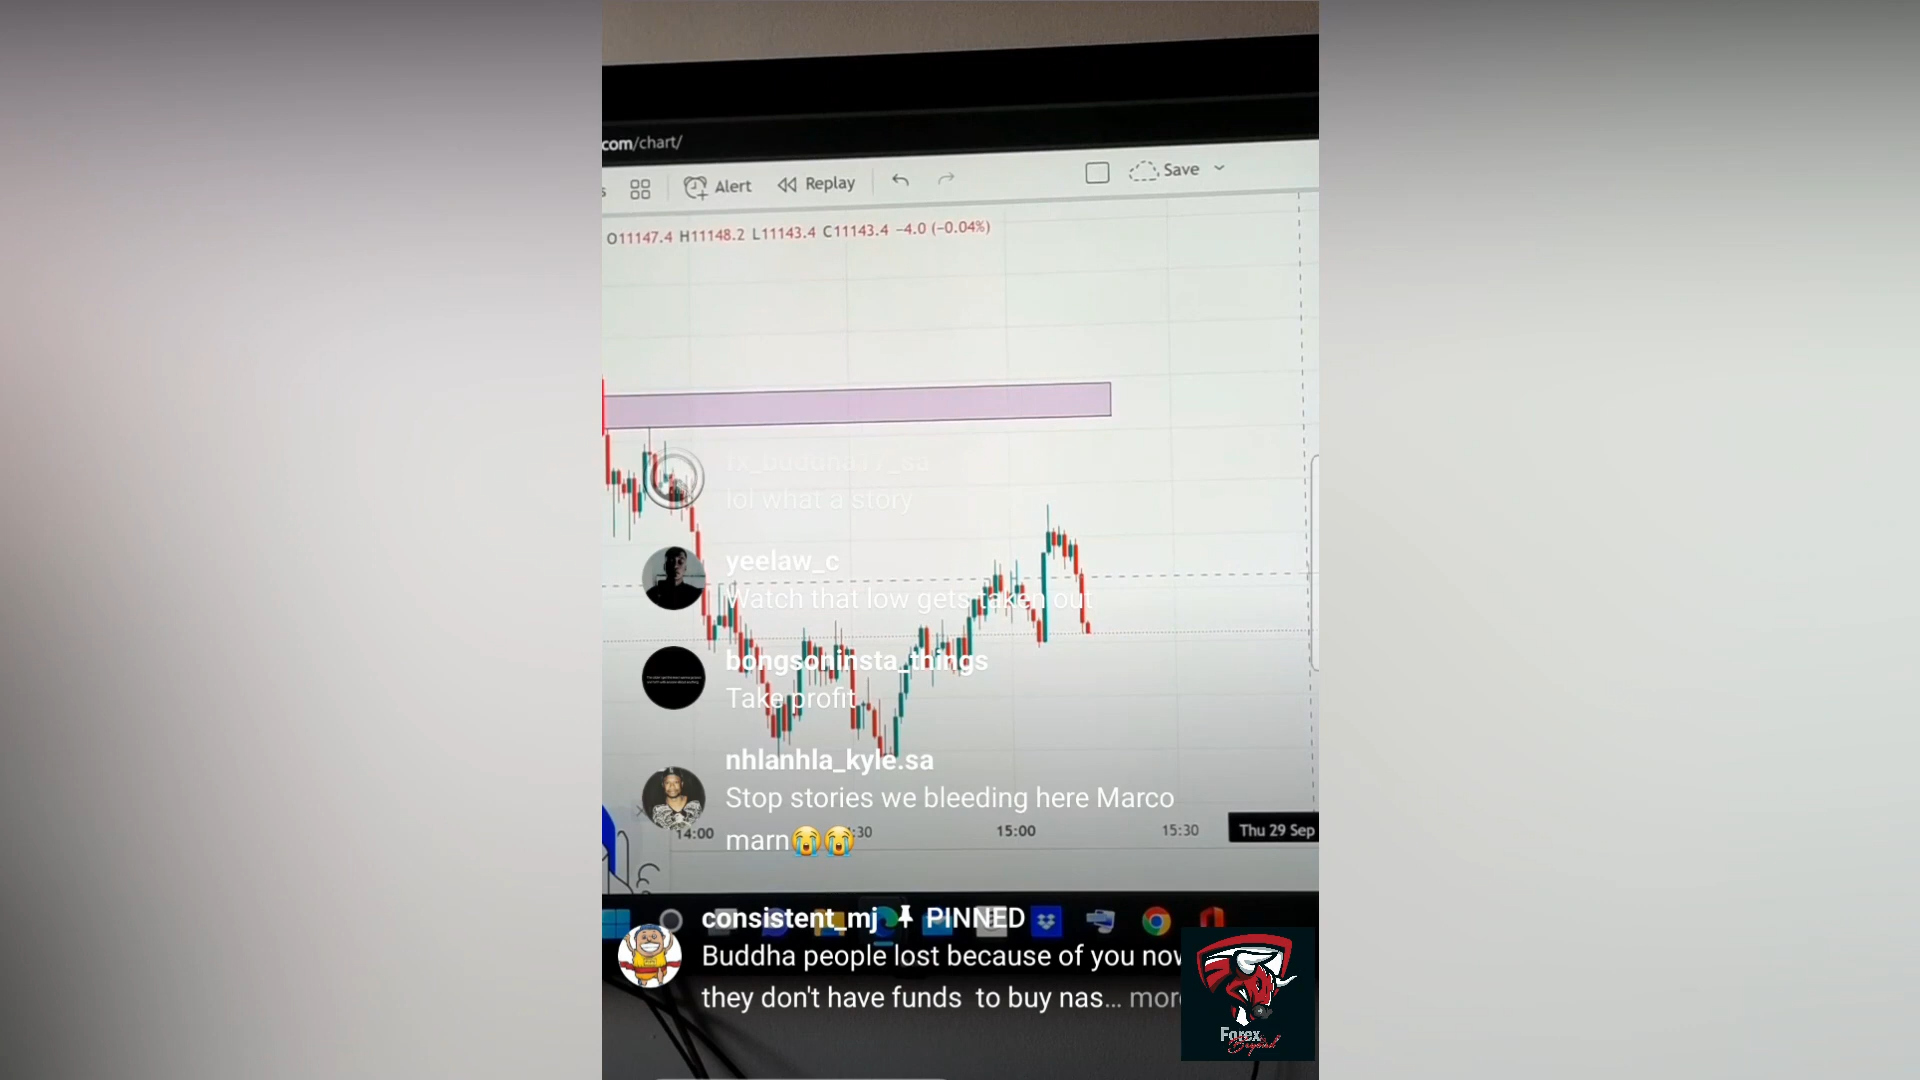 com/chart/
Alert Replay Save
O11147.4 H11148.2 L11143.4 C11143.4 −4.0 (−0.04%)
fx_buddha17_sa
lol what a story
yeelaw_c
Watch that low gets taken out
bongsoninsta_things
Take profit
nhlanhla_kyle.sa
Stop stories we bleeding here Marco
marn😭😭
14:00 :30 15:00 15:30 Thu 29 Sep
consistent_mj PINNED
Buddha people lost because of you now
they don't have funds to buy nas... more
Forex
Beyond